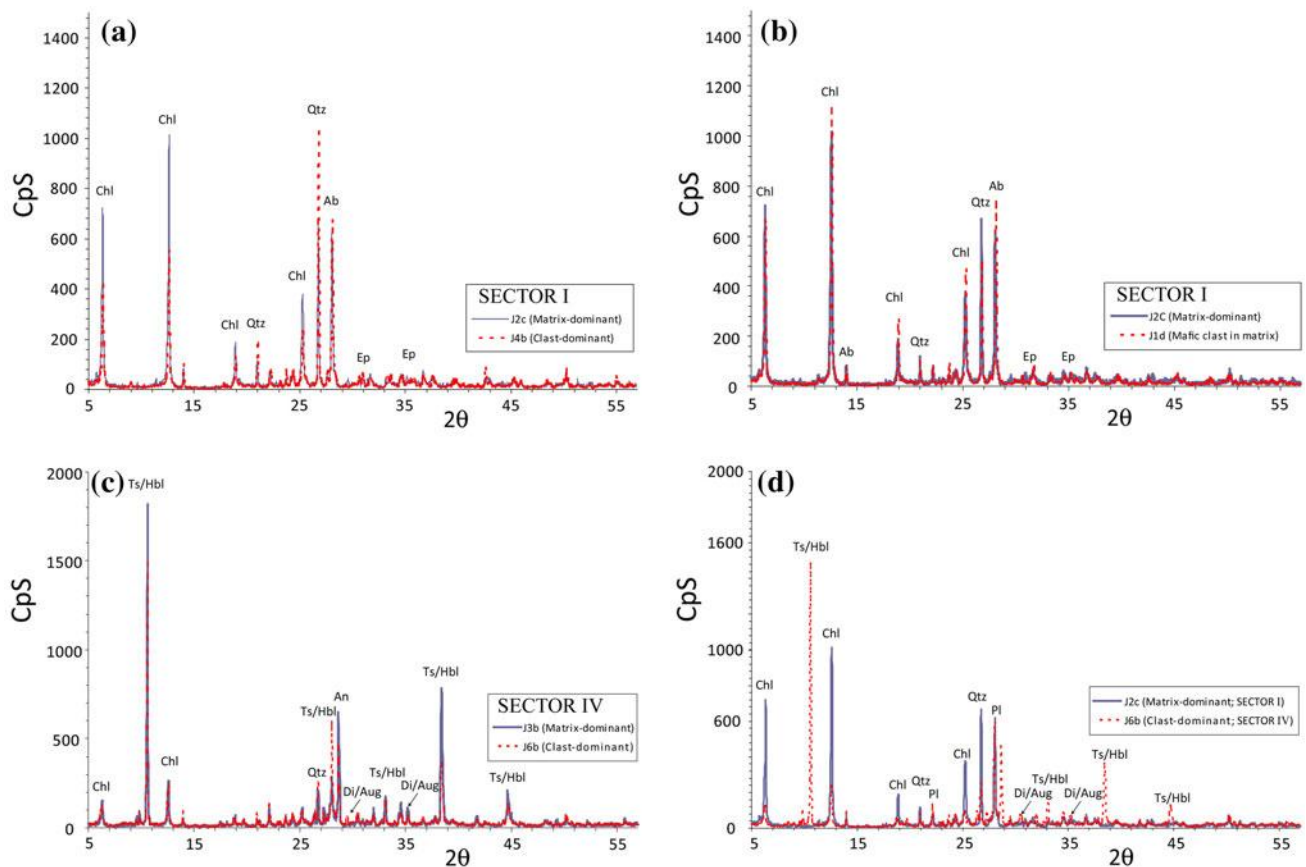 (a)
1400
1200
1000
800
600
400
200
0
CpS
Chl
Chl
Chl
Qtz
Chl
Qtz
Ab
Ep
Ep
SECTOR I
J2c (Matrix-dominant)
J4b (Clast-dominant)
5 15 25 35 45 55
2θ
(b)
1400
1200
1000
800
600
400
200
0
CpS
Chl
Chl
Ab
Chl
Qtz
Chl
Qtz
Ab
Ep
Ep
SECTOR I
J2C (Matrix-dominant)
J1d (Mafic clast in matrix)
5 15 25 35 45 55
2θ
(c)
2000
1500
1000
500
0
CpS
Chl
Ts/Hbl
Chl
Qtz
Ts/Hbl
An
Di/Aug
Ts/Hbl
Di/Aug
Ts/Hbl
Ts/Hbl
SECTOR IV
J3b (Matrix-dominant)
J6b (Clast-dominant)
5 15 25 35 45 55
2θ
(d)
2000
1600
1000
600
0
CpS
Chl
Ts/Hbl
Chl
Chl
Qtz
Pl
Chl
Qtz
Pl
Di/Aug
Ts/Hbl
Di/Aug
Ts/Hbl
Ts/Hbl
J2c (Matrix-dominant; SECTOR I)
J6b (Clast-dominant; SECTOR IV)
5 15 25 35 45 55
2θ